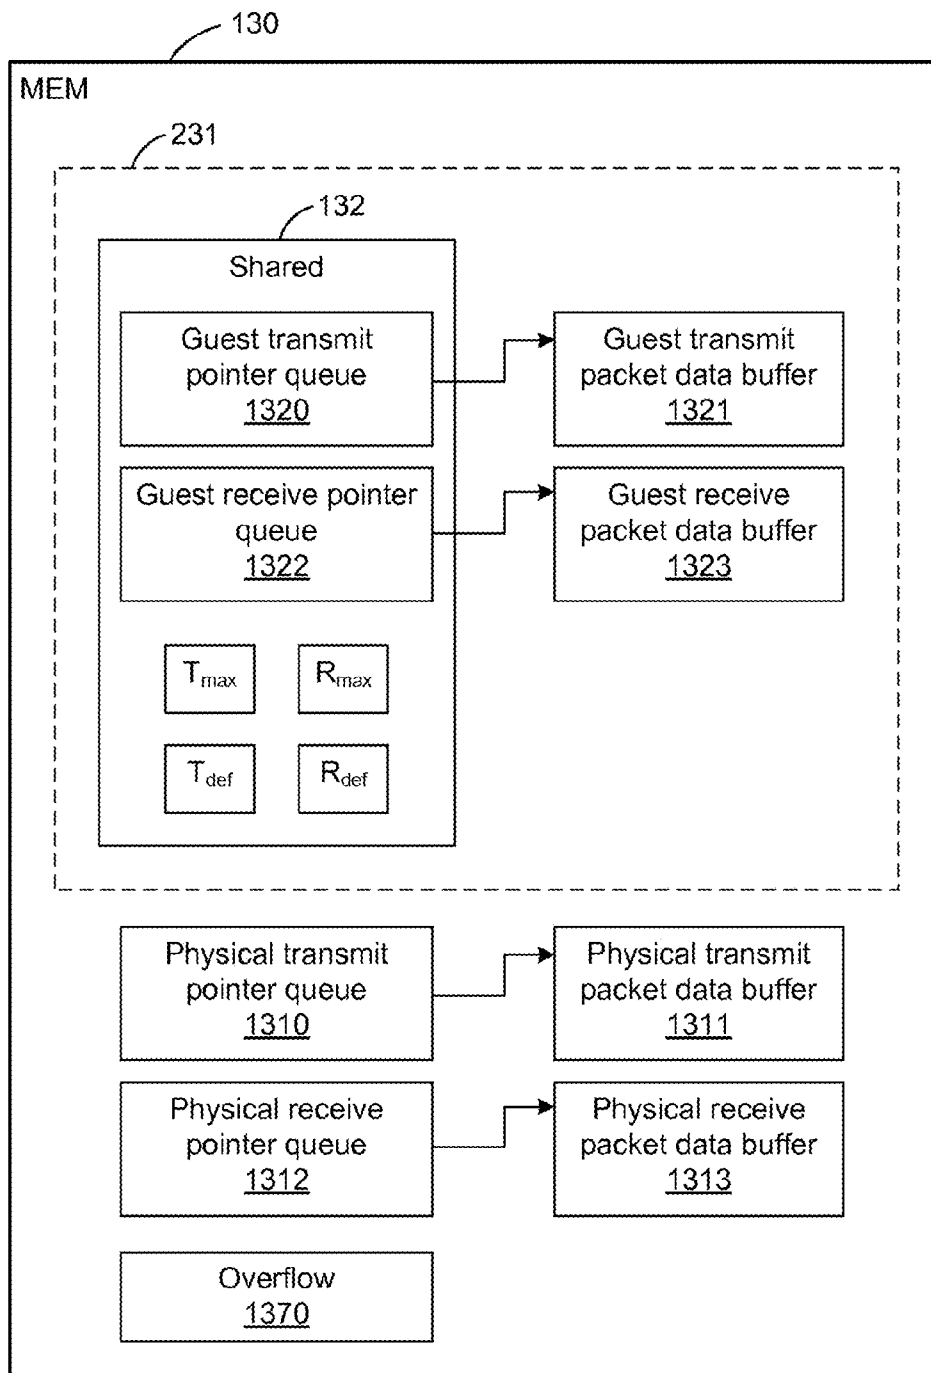 130
MEM
231
132
Shared
Guest transmit
pointer queue
1320
Guest transmit
packet data buffer
1321
Guest receive pointer
queue
1322
Guest receive
packet data buffer
1323
Tmax
Rmax
Tdef
Rdef
Physical transmit
pointer queue
1310
Physical transmit
packet data buffer
1311
Physical receive
pointer queue
1312
Physical receive
packet data buffer
1313
Overflow
1370